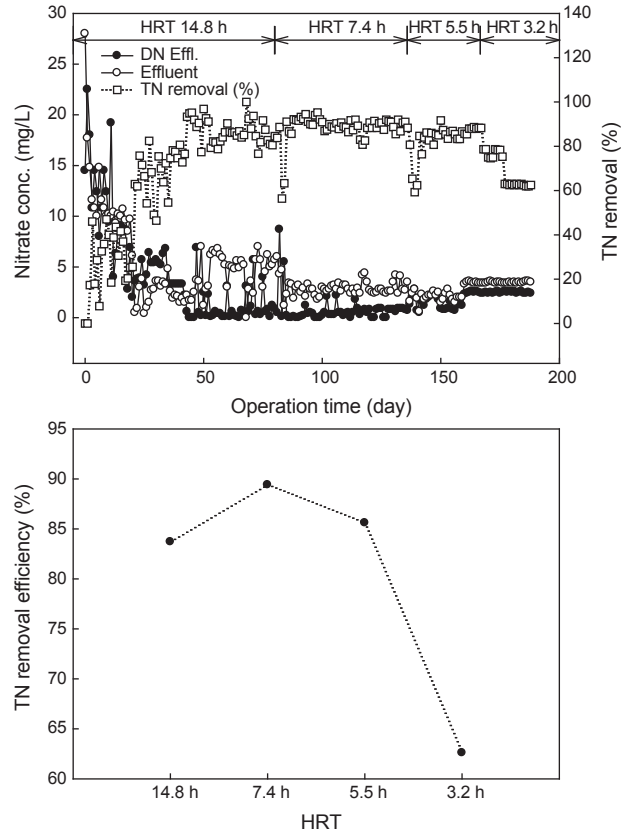 HRT 14.8 h HRT 7.4 h HRT 5.5 h HRT 3.2 h
DN Effl.
Effluent
TN removal (%)
30
25
20
15
10
5
0
Nitrate conc. (mg/L)
140
120
100
80
60
40
20
0
TN removal (%)
0 50 100 150 200
Operation time (day)
95
90
85
80
75
70
65
60
TN removal efficiency (%)
14.8 h 7.4 h 5.5 h 3.2 h
HRT